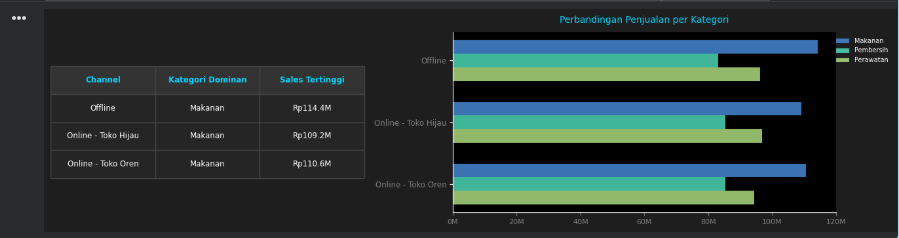 Channel Kategori Dominan Sales Tertinggi
Offline Makanan Rp114.4M
Online - Toko Hijau Makanan Rp109.2M
Online - Toko Oren Makanan Rp110.6M
Perbandingan Penjualan per Kategori
Makanan
Pembersih
Perawatan
Offline
Online - Toko Hijau
Online - Toko Oren
0M 20M 40M 60M 80M 100M 120M